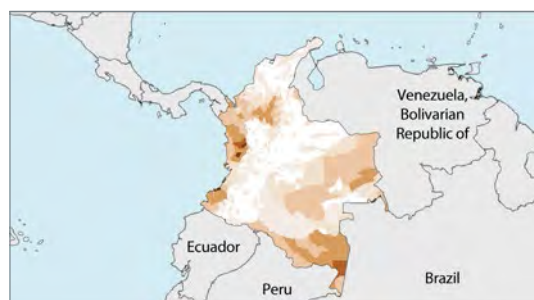 Venezuela,
Bolivarian
Republic of
Ecuador
Peru
Brazil